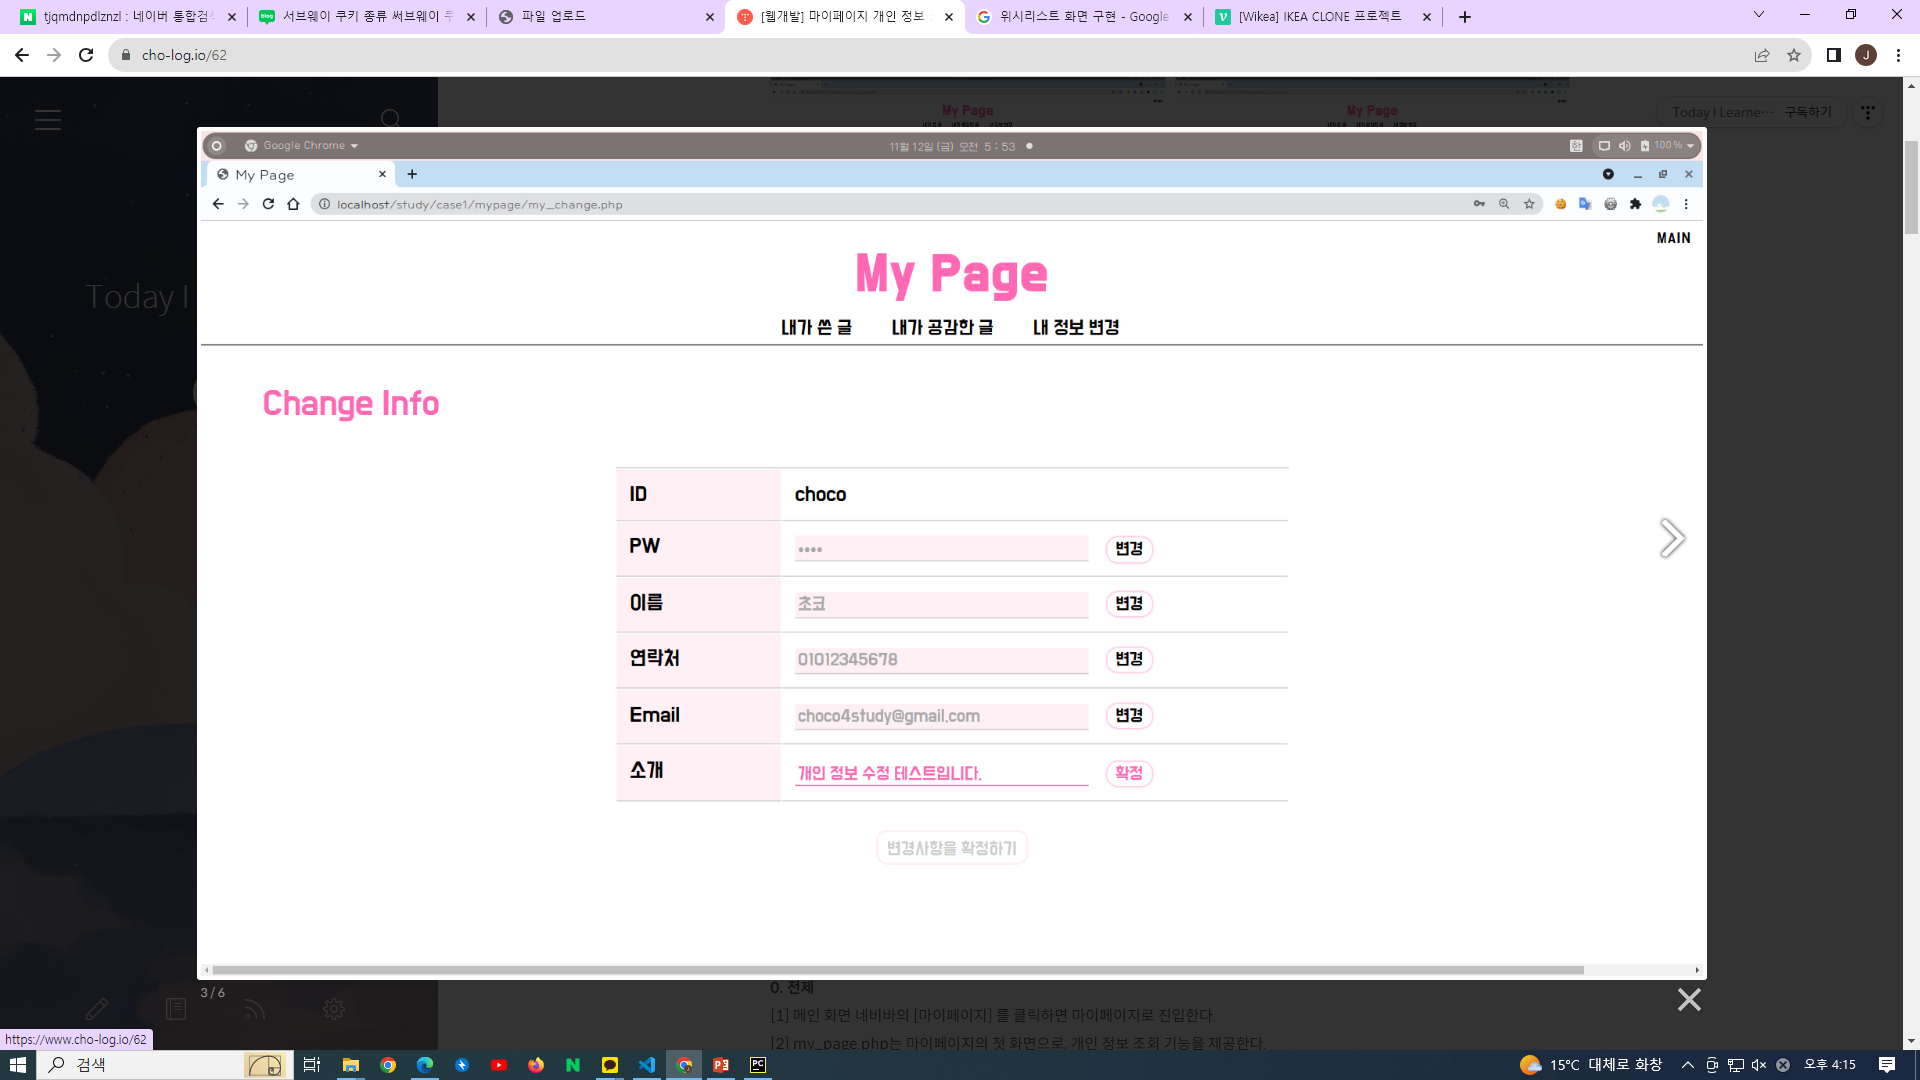 tjqmdnpdlznzl : 네이버 통합검색
서브웨이 쿠키 종류 써브웨이 쿠
파일 업로드
[웹개발] 마이페이지 개인 정보
위시리스트 화면 구현 - Google
[Wikea] IKEA CLONE 프로젝트
cho-log.io/62
J
My Page
My Page
Today I Learne… 구독하기
Google Chrome
11월 12일 (금) 오전 5 : 53
한
100 %
My Page
localhost/study/case1/mypage/my_change.php
MAIN
My Page
Today I
내가 쓴 글 내가 공감한 글 내 정보 변경
Change Info
ID choco
PW •••• 변경
이름 초코 변경
연락처 01012345678 변경
Email choco4study@gmail.com 변경
소개 개인 정보 수정 테스트입니다. 확정
변경사항을 확정하기
3 / 6
0. 전제
[1] 메인 화면 네비바의 [마이페이지] 를 클릭하면 마이페이지로 진입한다.
https://www.cho-log.io/62
[2] my_page.php는 마이페이지의 첫 화면으로, 개인 정보 조회 기능을 제공한다.
검색
15°C 대체로 화창
오후 4:15